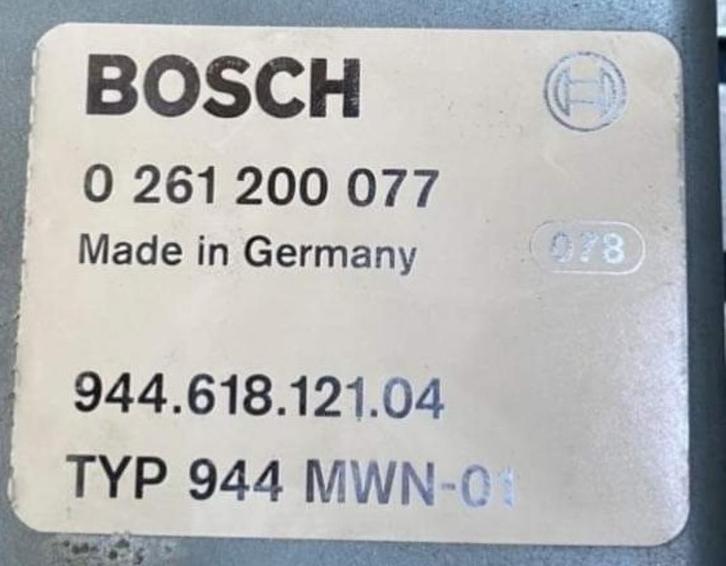 BOSCH
0 261 200 077
Made in Germany
078
944.618.121.04
TYP 944 MWN-01